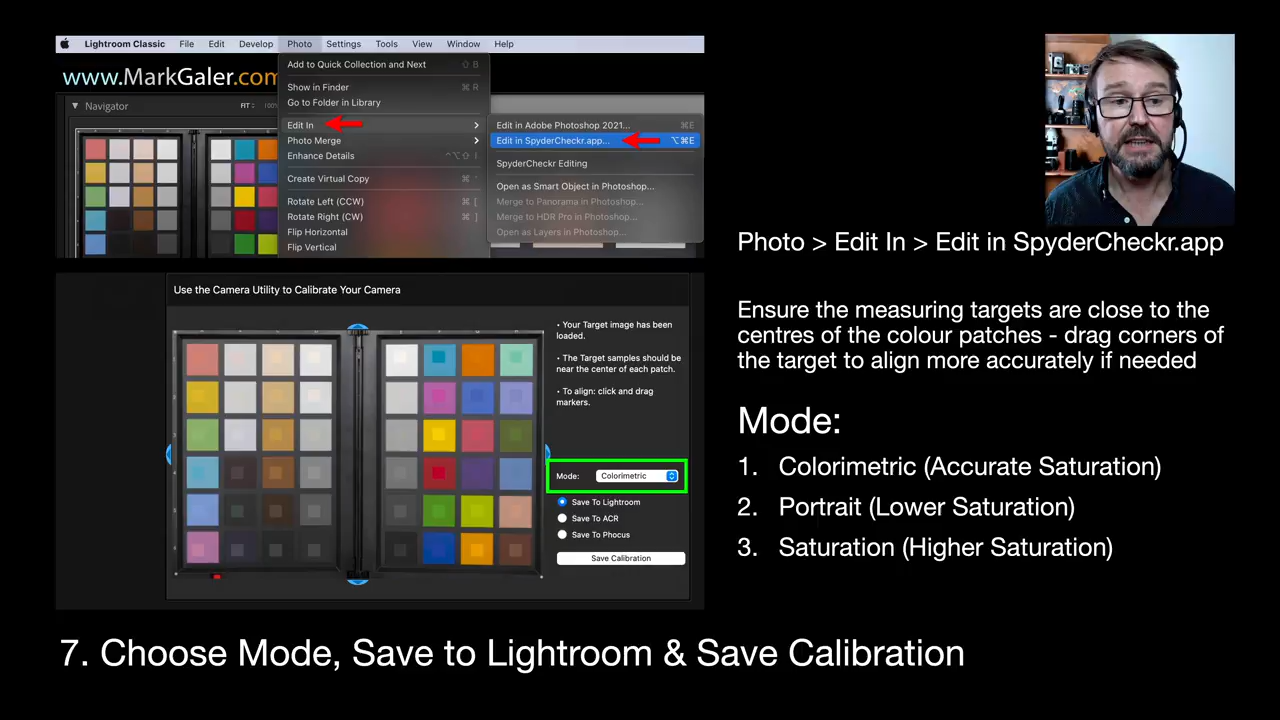 Lightroom Classic File Edit Develop Photo Settings Tools View Window Help
www.MarkGaler.com
Add to Quick Collection and Next ⇧ B
Show in Finder ⌘ R
Go to Folder in Library
Navigator FIT 100%
Edit In >
Photo Merge >
Enhance Details
Create Virtual Copy ⌘ '
Rotate Left (CCW) ⌘ [
Rotate Right (CW) ⌘ ]
Flip Horizontal
Flip Vertical
Edit in Adobe Photoshop 2021... ⌘E
Edit in SpyderCheckr.app... ⌥⌘E
SpyderCheckr Editing
Open as Smart Object in Photoshop...
Merge to Panorama in Photoshop...
Merge to HDR Pro in Photoshop...
Open as Layers in Photoshop...
Photo > Edit In > Edit in SpyderCheckr.app
Use the Camera Utility to Calibrate Your Camera
• Your Target image has been
loaded.
• The Target samples should be
near the center of each patch.
• To align: click and drag
markers.
Mode: Colorimetric
Save To Lightroom
Save To ACR
Save To Phocus
Save Calibration
Ensure the measuring targets are close to the
centres of the colour patches - drag corners of
the target to align more accurately if needed
Mode:
1. Colorimetric (Accurate Saturation)
2. Portrait (Lower Saturation)
3. Saturation (Higher Saturation)
7. Choose Mode, Save to Lightroom & Save Calibration